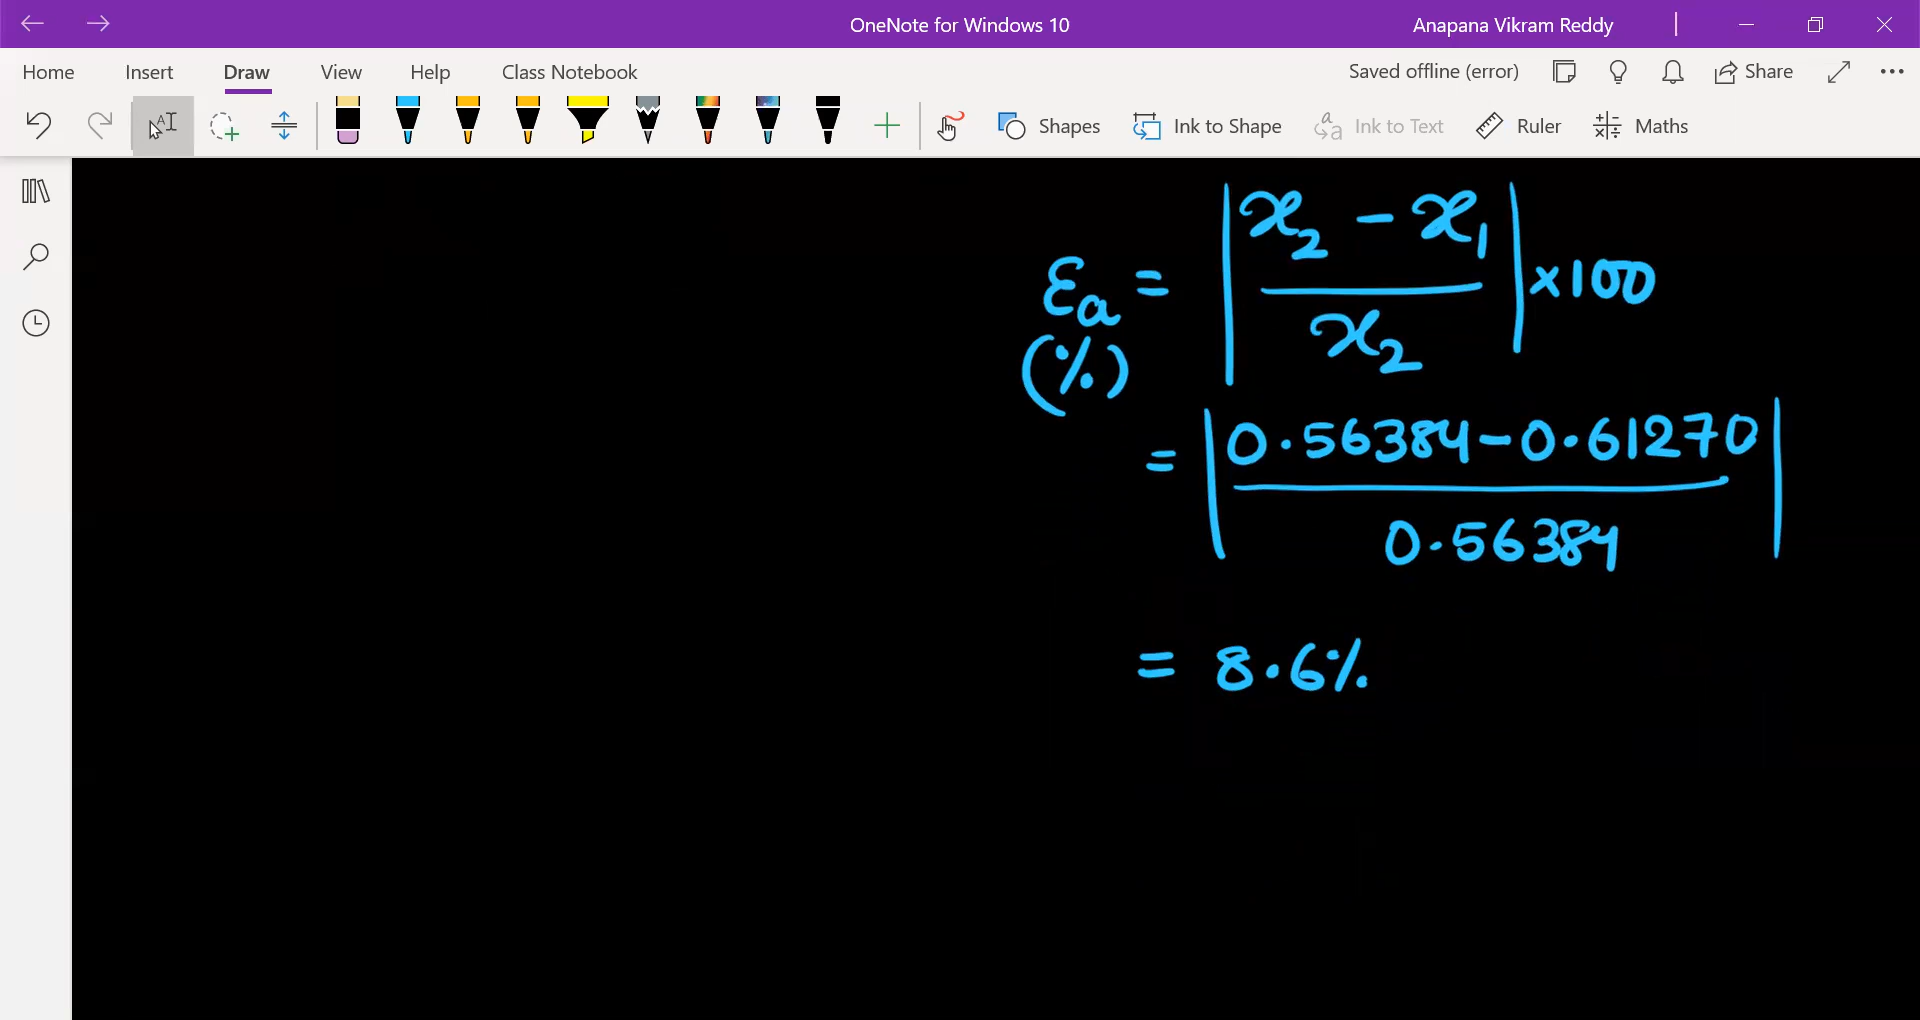 OneNote for Windows 10
Anapana Vikram Reddy
Home Insert Draw View Help Class Notebook
Saved offline (error) Share
Shapes Ink to Shape Ink to Text Ruler Maths
εa (%) = |x2 - x1 / x2| ×100
= |0.56384-0.61270 / 0.56384|
= 8.6%